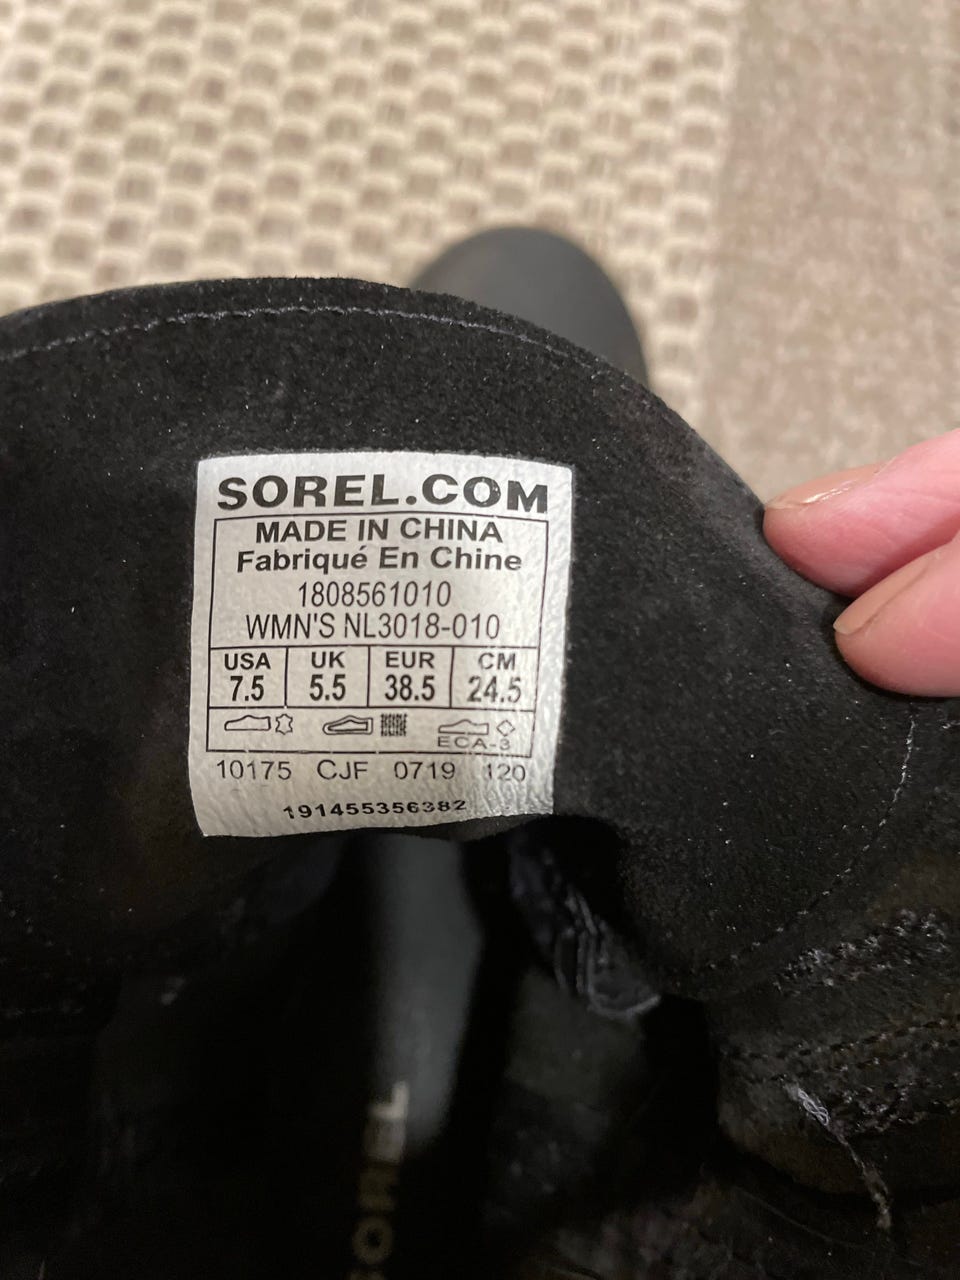 SOREL.COM
MADE IN CHINA
Fabriqué En Chine
1808561010
WMN'S NL3018-010
USA UK EUR CM
7.5 5.5 38.5 24.5
ECA-3
10175 CJF 0719 120
191455356382
SOREL